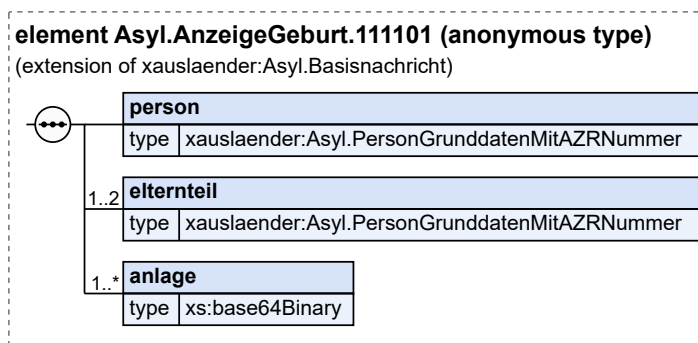 element Asyl.AnzeigeGeburt.111101 (anonymous type)
(extension of xauslaender:Asyl.Basisnachricht)
person
type xauslaender:Asyl.PersonGrunddatenMitAZRNummer
1..2 elternteil
type xauslaender:Asyl.PersonGrunddatenMitAZRNummer
1..* anlage
type xs:base64Binary